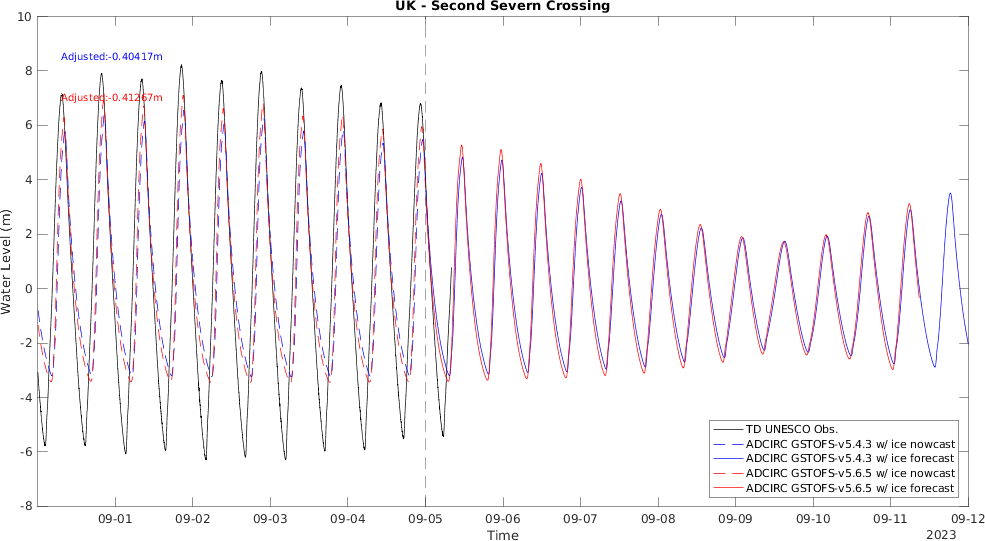 UK - Second Severn Crossing
10
8
6
4
2
0
-2
-4
-6
-8
Water Level (m)
Adjusted:-0.40417m
Adjusted:-0.41267m
TD UNESCO Obs.
ADCIRC GSTOFS-v5.4.3 w/ ice nowcast
ADCIRC GSTOFS-v5.4.3 w/ ice forecast
ADCIRC GSTOFS-v5.6.5 w/ ice nowcast
ADCIRC GSTOFS-v5.6.5 w/ ice forecast
09-01 09-02 09-03 09-04 09-05 09-06 09-07 09-08 09-09 09-10 09-11 09-12
Time
2023